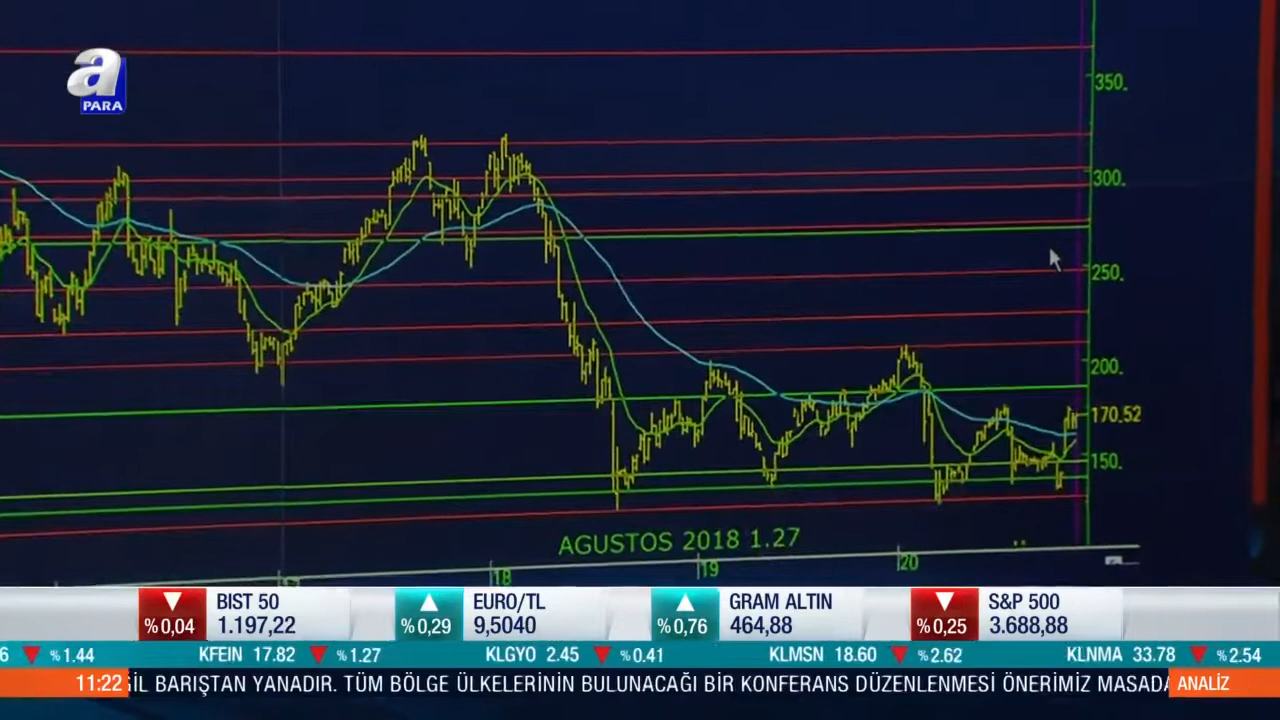 a
PARA
350.
300.
250.
200.
170.52
150.
AGUSTOS 2018 1.27
18
19
20
BIST 50
%0,04
1.197,22
EURO/TL
%0,29
9,5040
GRAM ALTIN
%0,76
464,88
S&P 500
%0,25
3.688,88
6 %1.44 KFEIN 17.82 %1.27 KLGYO 2.45 %0.41 KLMSN 18.60 %2.62 KLNMA 33.78 %2.54
11:22 ĞİL BARIŞTAN YANADIR. TÜM BÖLGE ÜLKELERİNİN BULUNACAĞI BİR KONFERANS DÜZENLENMESİ ÖNERİMİZ MASADA ANALİZ